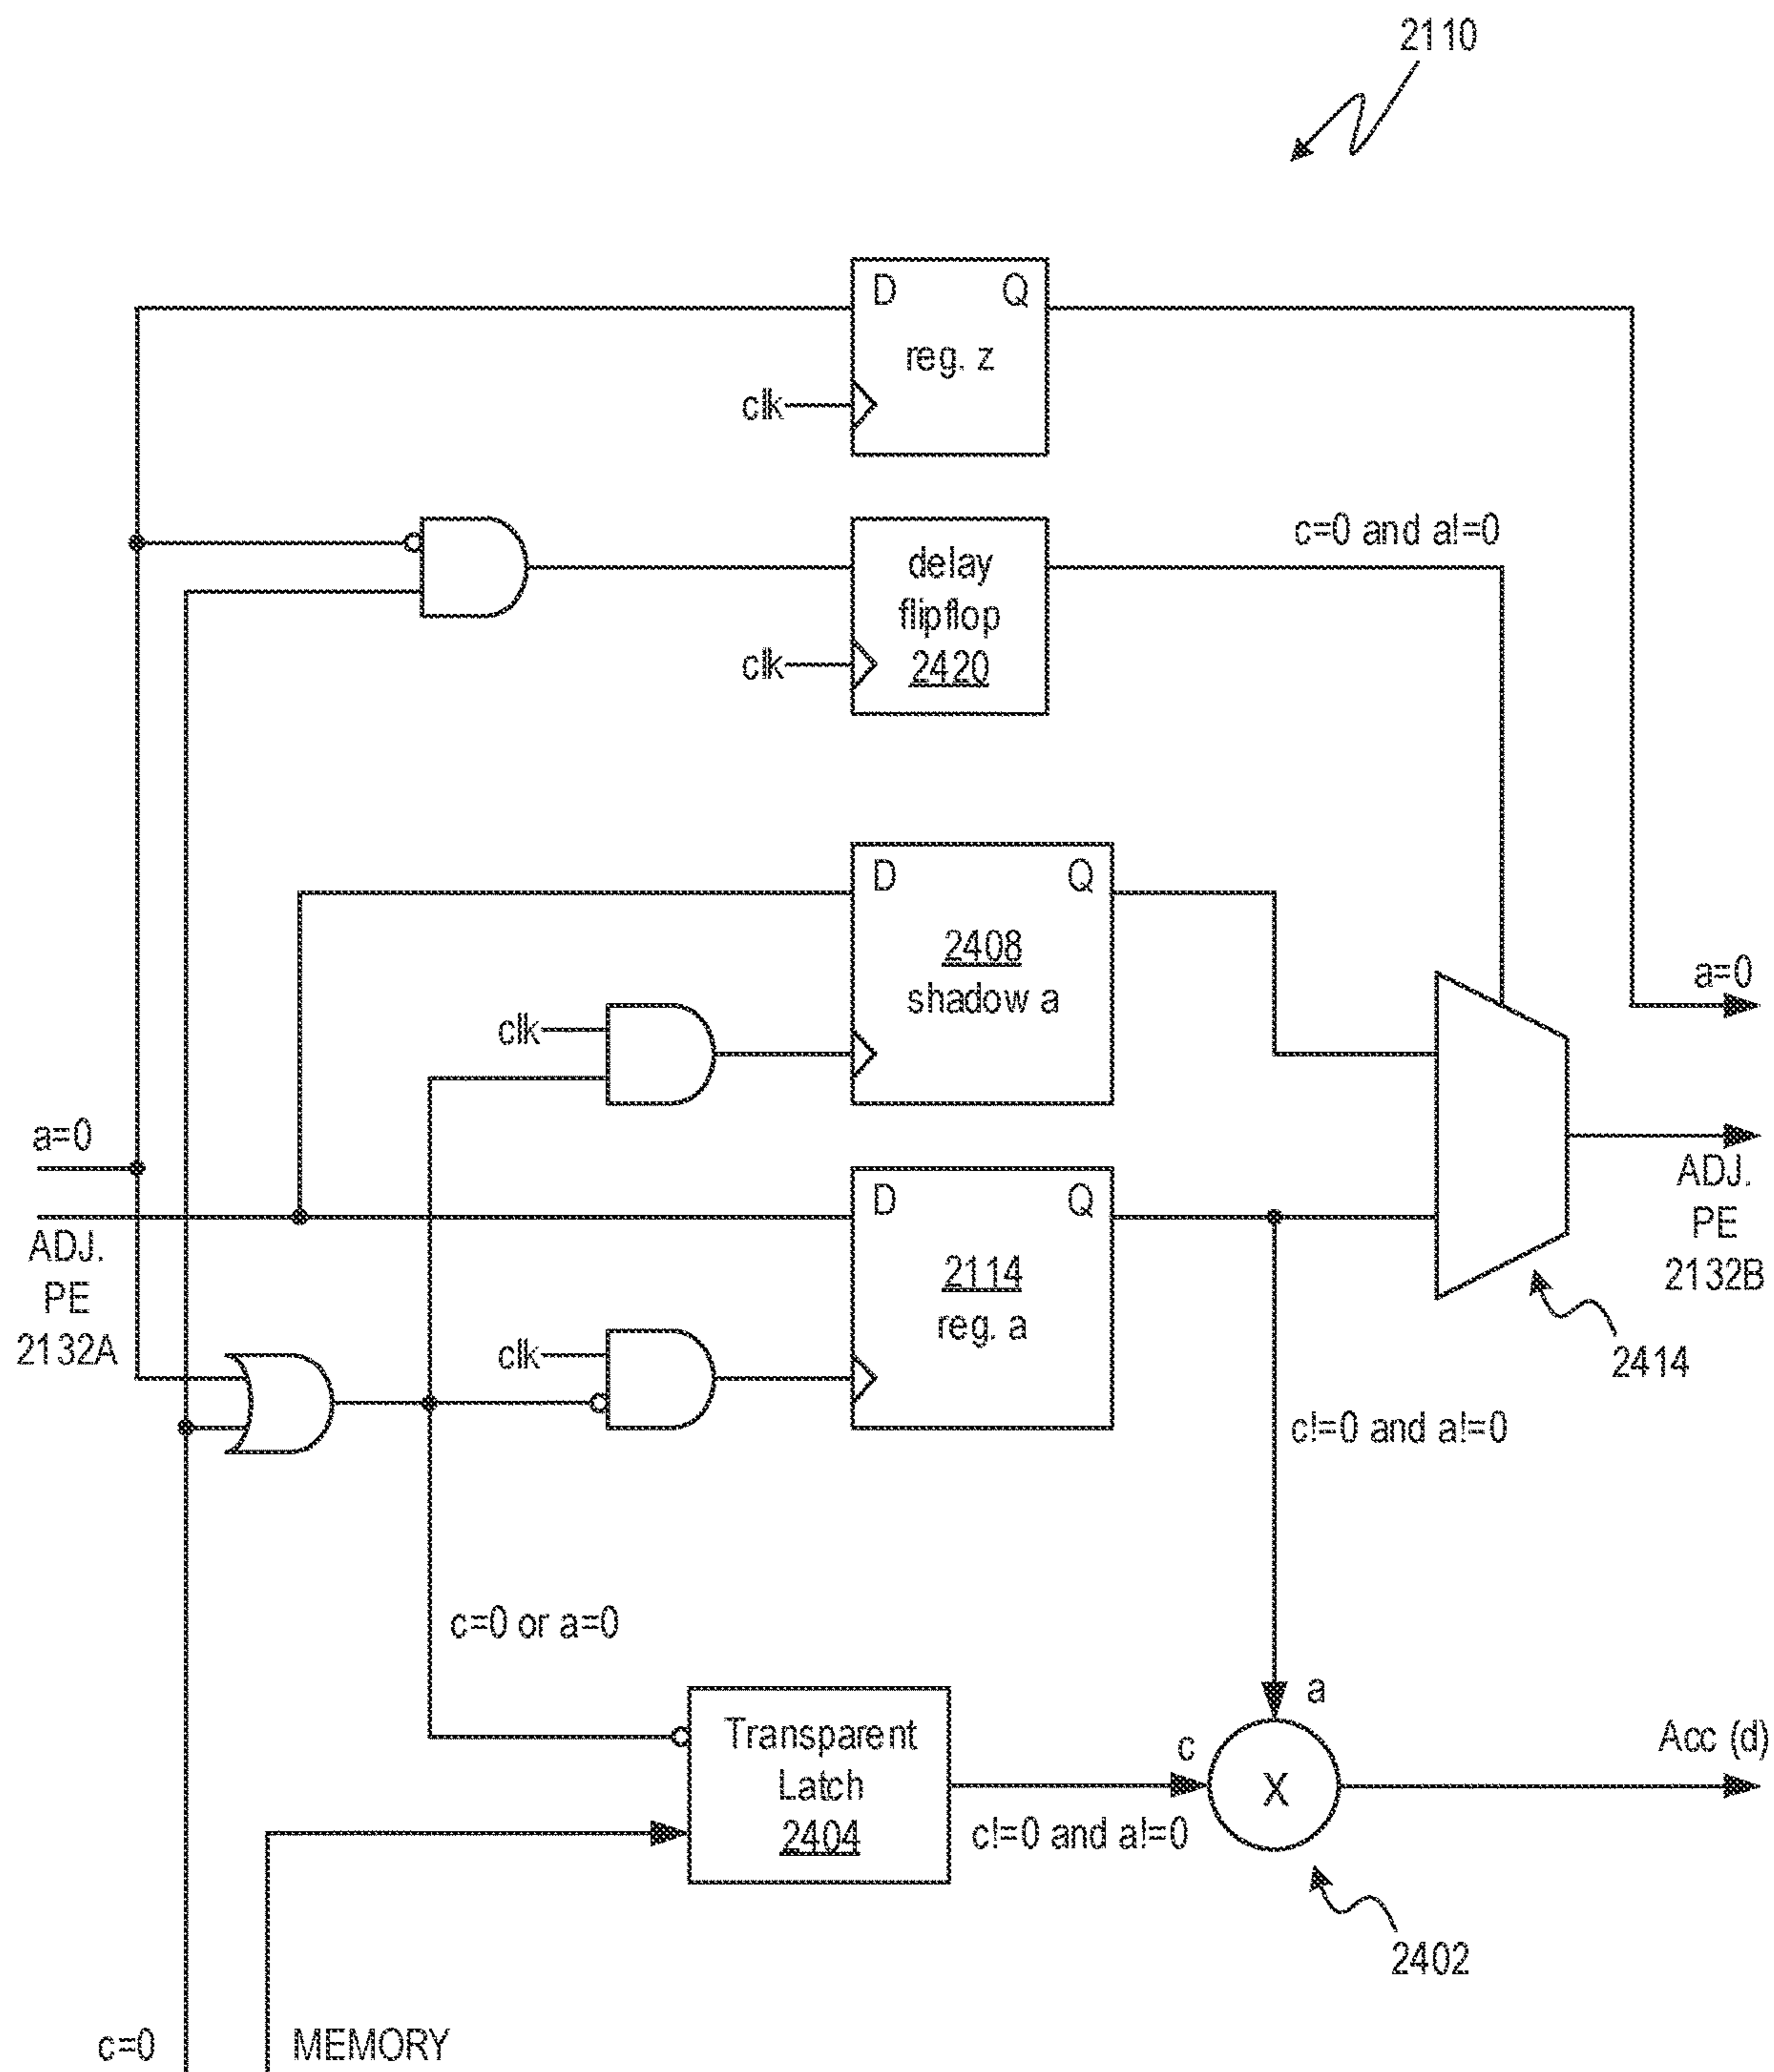 2110
D Q
reg. z
clk
c=0 and a!=0
delay
flipflop
2420
clk
D Q
2408
shadow a
clk
a=0
a=0
ADJ.
PE
2132B
D Q
2114
reg. a
clk
ADJ.
PE
2132A
2414
c!=0 and a!=0
c=0 or a=0
a
Transparent
Latch
2404
c
X
Acc (d)
c!=0 and a!=0
2402
c=0
MEMORY